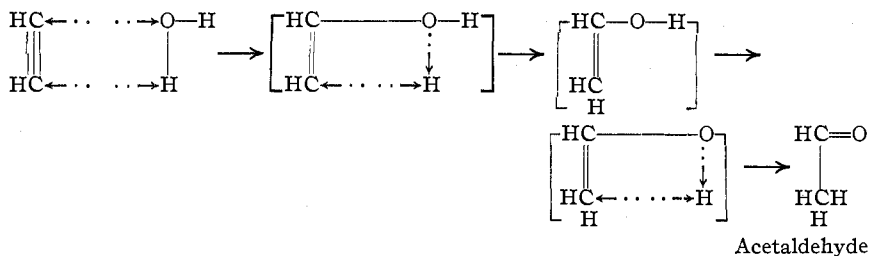 HC←·· ··→O—H ⟶ [HC———O—H] ⟶ [HC—O—H] ⟶
HC←·· ··→H [HC←·· ··→H] HC
H
[HC———O] ⟶ HC=O
HC←·· ··→H HCH
H H
Acetaldehyde